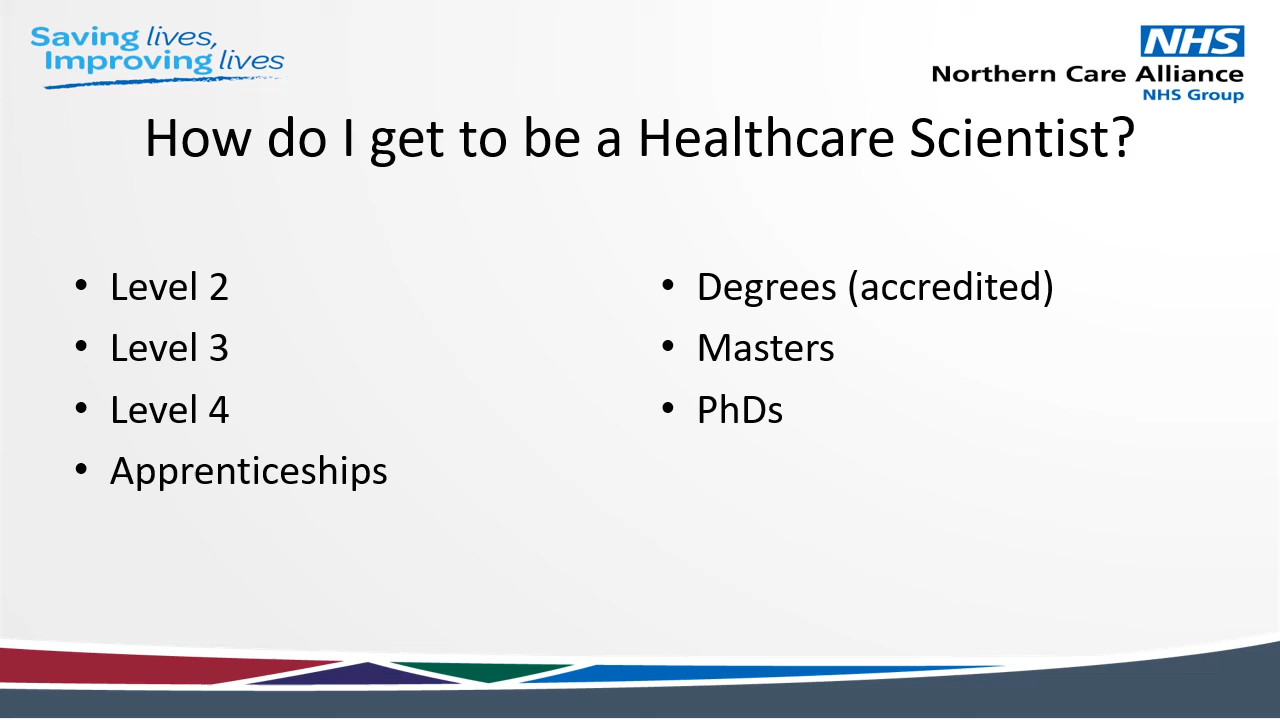 Saving lives,
Improving lives
NHS
Northern Care Alliance
NHS Group
How do I get to be a Healthcare Scientist?
• Level 2
• Level 3
• Level 4
• Apprenticeships
• Degrees (accredited)
• Masters
• PhDs